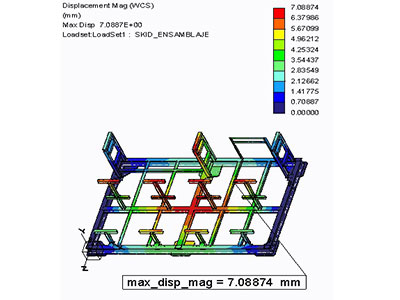 Displacement Mag (WCS)
(mm)
Max Disp 7.0887E+00
Loadset:LoadSet1 : SKID_ENSAMBLAJE
7.08874
6.37986
5.67099
4.96212
4.25324
3.54437
2.83549
2.12662
1.41775
0.70887
0.00000
Y
Z
max_disp_mag = 7.08874 mm